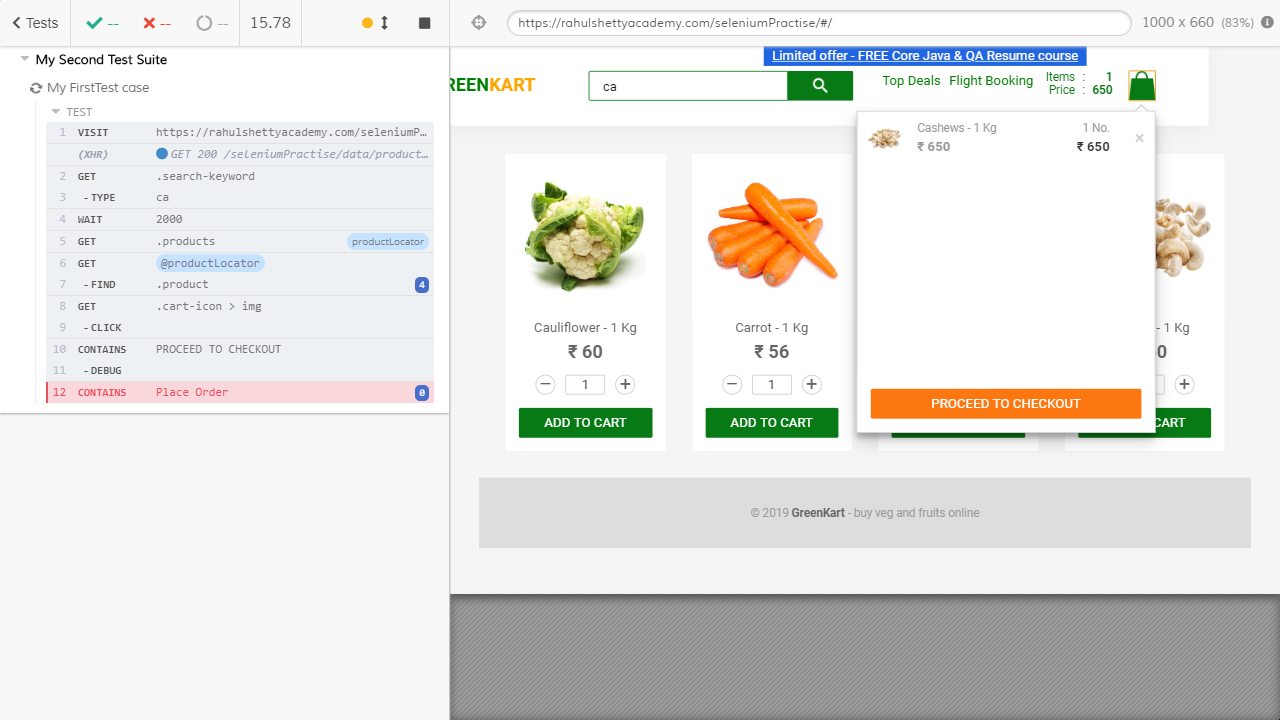 Tests
--
--
--
15.78
https://rahulshettyacademy.com/seleniumPractise/#/
1000 x 660 (83%)
My Second Test Suite
My FirstTest case
TEST
1 VISIT https://rahulshettyacademy.com/seleniumP…
(XHR) GET 200 /seleniumPractise/data/product…
2 GET .search-keyword
3 - TYPE ca
4 WAIT 2000
5 GET .products productLocator
6 GET @productLocator
7 - FIND .product 4
8 GET .cart-icon > img
9 - CLICK
10 CONTAINS PROCEED TO CHECKOUT
11 - DEBUG
12 CONTAINS Place Order 0
Limited offer - FREE Core Java & QA Resume course
REENKART
ca
Top Deals Flight Booking
Items : 1
Price : 650
Cashews - 1 Kg 1 No.
₹ 650 ₹ 650 ×
PROCEED TO CHECKOUT
Cauliflower - 1 Kg
₹ 60
− 1 +
ADD TO CART
Carrot - 1 Kg
₹ 56
− 1 +
ADD TO CART
- 1 Kg
0
+
CART
© 2019 GreenKart - buy veg and fruits online